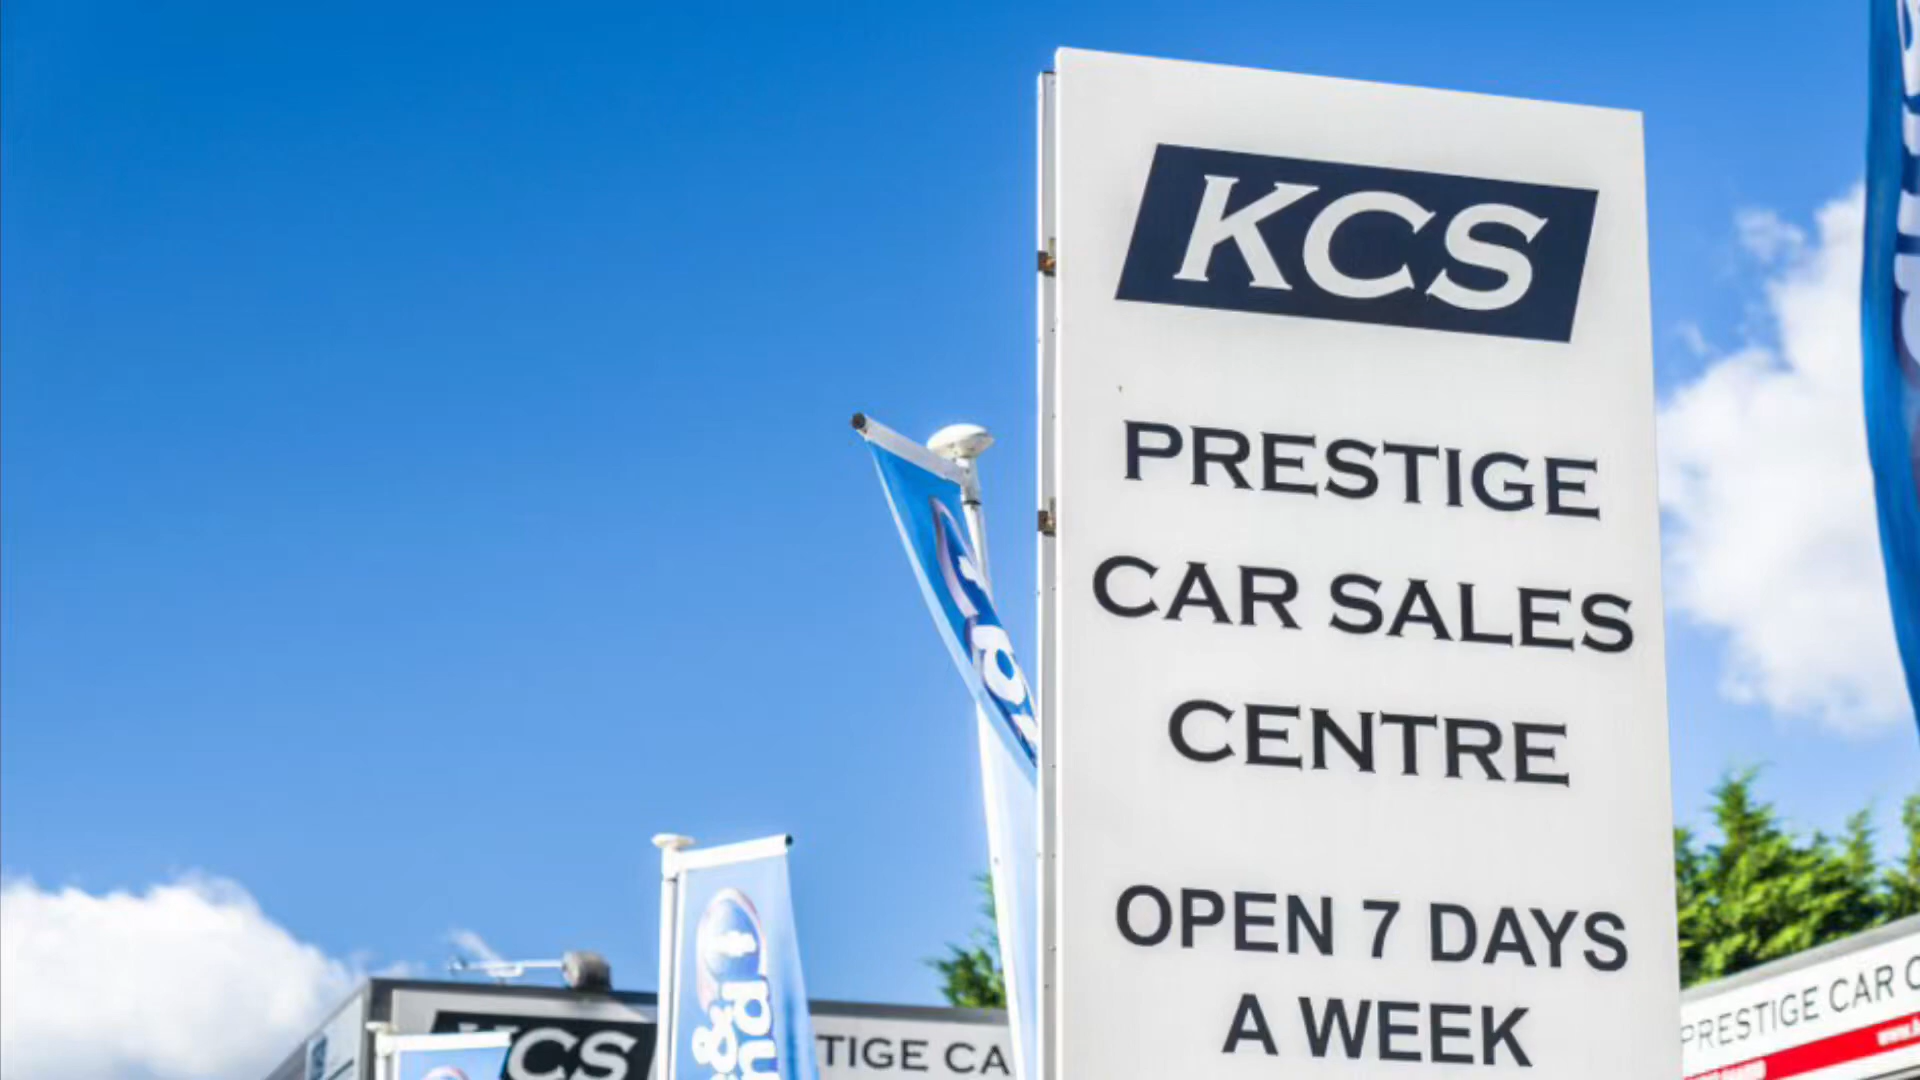 KCS
PRESTIGE
CAR SALES
CENTRE
OPEN 7 DAYS
A WEEK
KCS
TIGE CA
PRESTIGE CAR